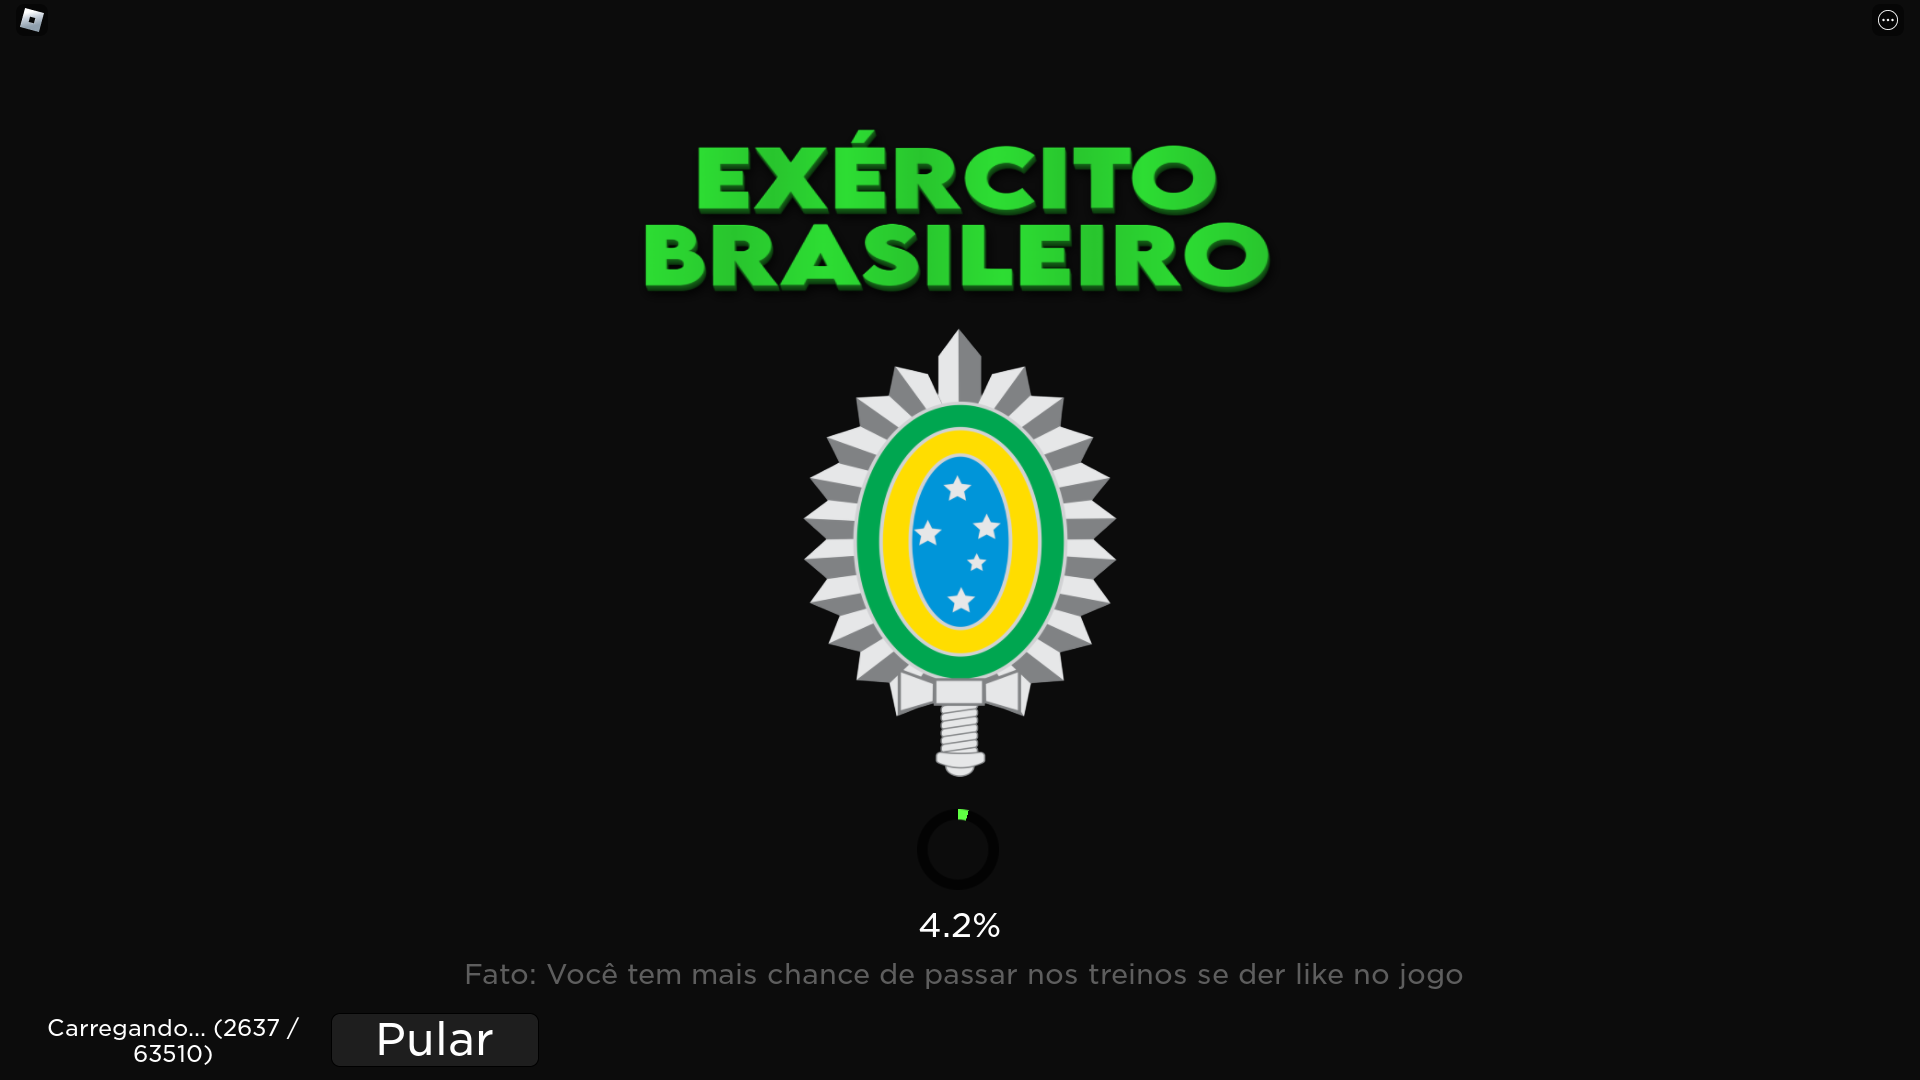 EXÉRCITO
BRASILEIRO
4.2%
Fato: Você tem mais chance de passar nos treinos se der like no jogo
Carregando... (2637 /
63510)
Pular